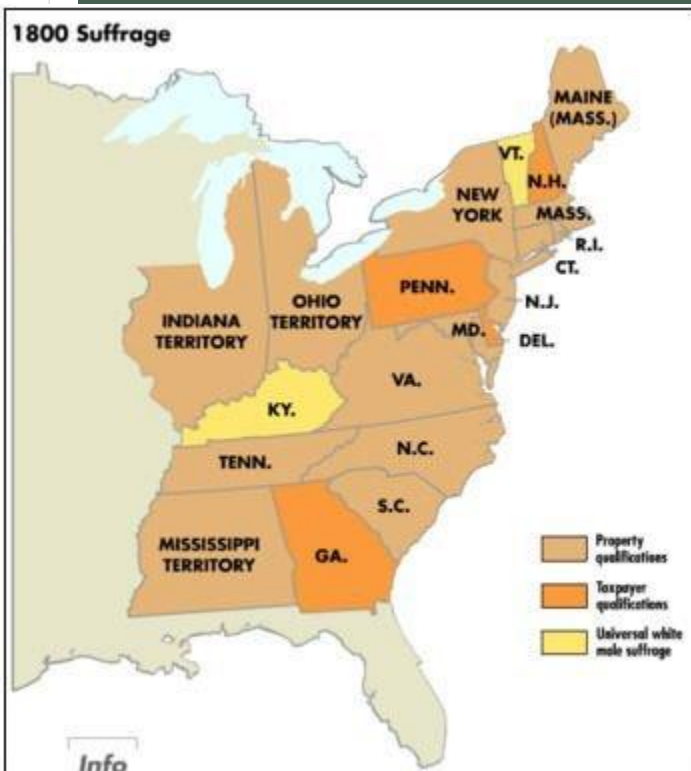 1800 Suffrage
MAINE
(MASS.)
VT.
N.H.
NEW
YORK
MASS.
R.I.
CT.
PENN.
N.J.
OHIO
TERRITORY
INDIANA
TERRITORY
MD.
DEL.
VA.
KY.
N.C.
TENN.
S.C.
MISSISSIPPI
TERRITORY
GA.
Property
qualifications
Taxpayer
qualifications
Universal white
male suffrage
Info